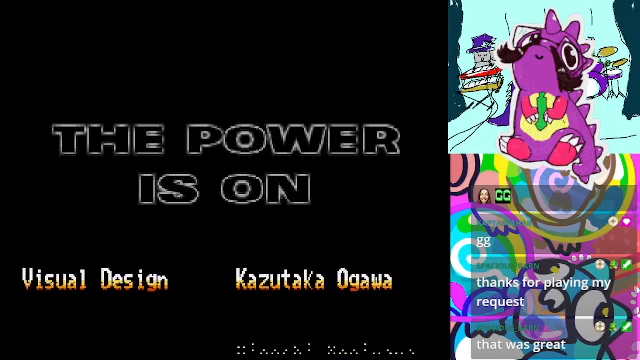 THE POWER
IS ON
Visual Design Kazutaka Ogawa
GG
gg
thanks for playing my
request
that was great